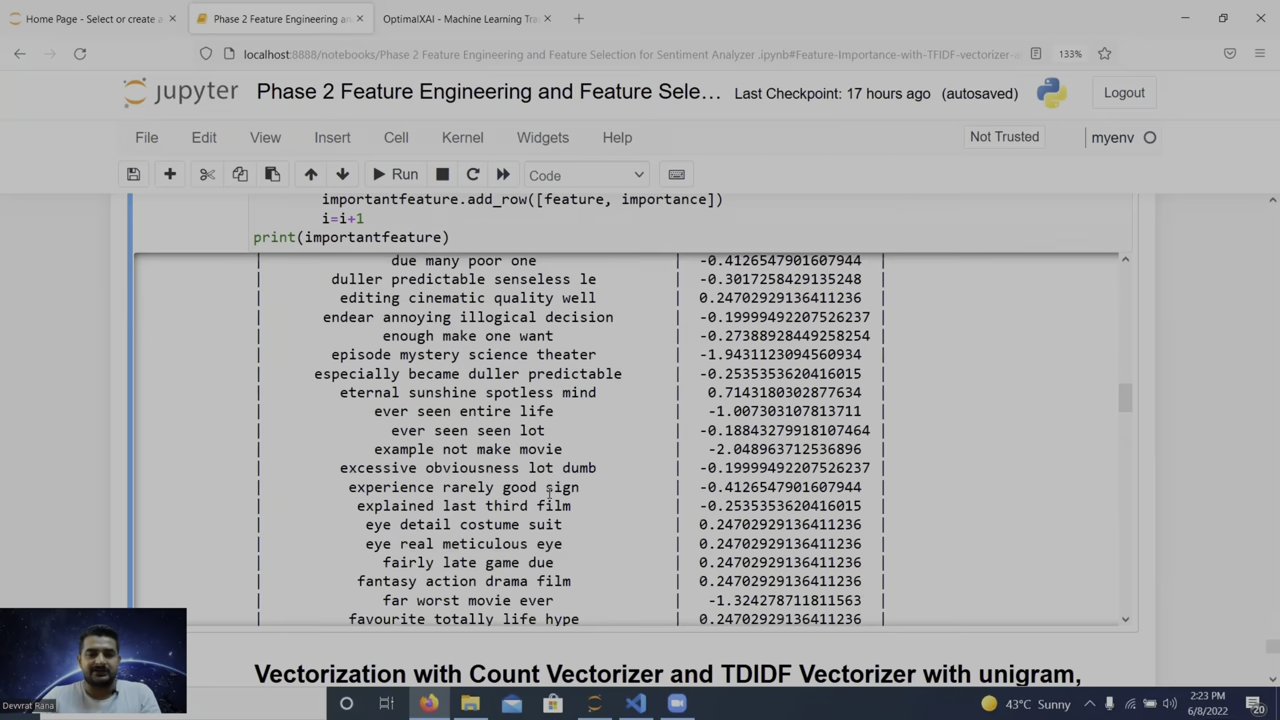 Home Page - Select or create a
Phase 2 Feature Engineering an
OptimalXAI - Machine Learning Tra
localhost:8888/notebooks/Phase 2 Feature Engineering and Feature Selection for Sentiment Analyzer .ipynb#Feature-Importance-with-TFIDF-vectorizer-
133%
jupyter
Phase 2 Feature Engineering and Feature Sele…
Last Checkpoint: 17 hours ago (autosaved)
Logout
File Edit View Insert Cell Kernel Widgets Help
Not Trusted
myenv
Run
Code
importantfeature.add_row([feature, importance])
i=i+1
print(importantfeature)
| due many poor one | -0.4126547901607944 |
| duller predictable senseless le | -0.3017258429135248 |
| editing cinematic quality well | 0.24702929136411236 |
| endear annoying illogical decision | -0.19999492207526237 |
| enough make one want | -0.27388928449258254 |
| episode mystery science theater | -1.9431123094560934 |
| especially became duller predictable | -0.2535353620416015 |
| eternal sunshine spotless mind | 0.7143180302877634 |
| ever seen entire life | -1.007303107813711 |
| ever seen seen lot | -0.18843279918107464 |
| example not make movie | -2.048963712536896 |
| excessive obviousness lot dumb | -0.19999492207526237 |
| experience rarely good sign | -0.4126547901607944 |
| explained last third film | -0.2535353620416015 |
| eye detail costume suit | 0.24702929136411236 |
| eye real meticulous eye | 0.24702929136411236 |
| fairly late game due | 0.24702929136411236 |
| fantasy action drama film | 0.24702929136411236 |
| far worst movie ever | -1.324278711811563 |
| favourite totally life hype | 0.24702929136411236 |
Vectorization with Count Vectorizer and TDIDF Vectorizer with unigram,
Devvrat Rana
43°C Sunny
2:23 PM
6/8/2022
20